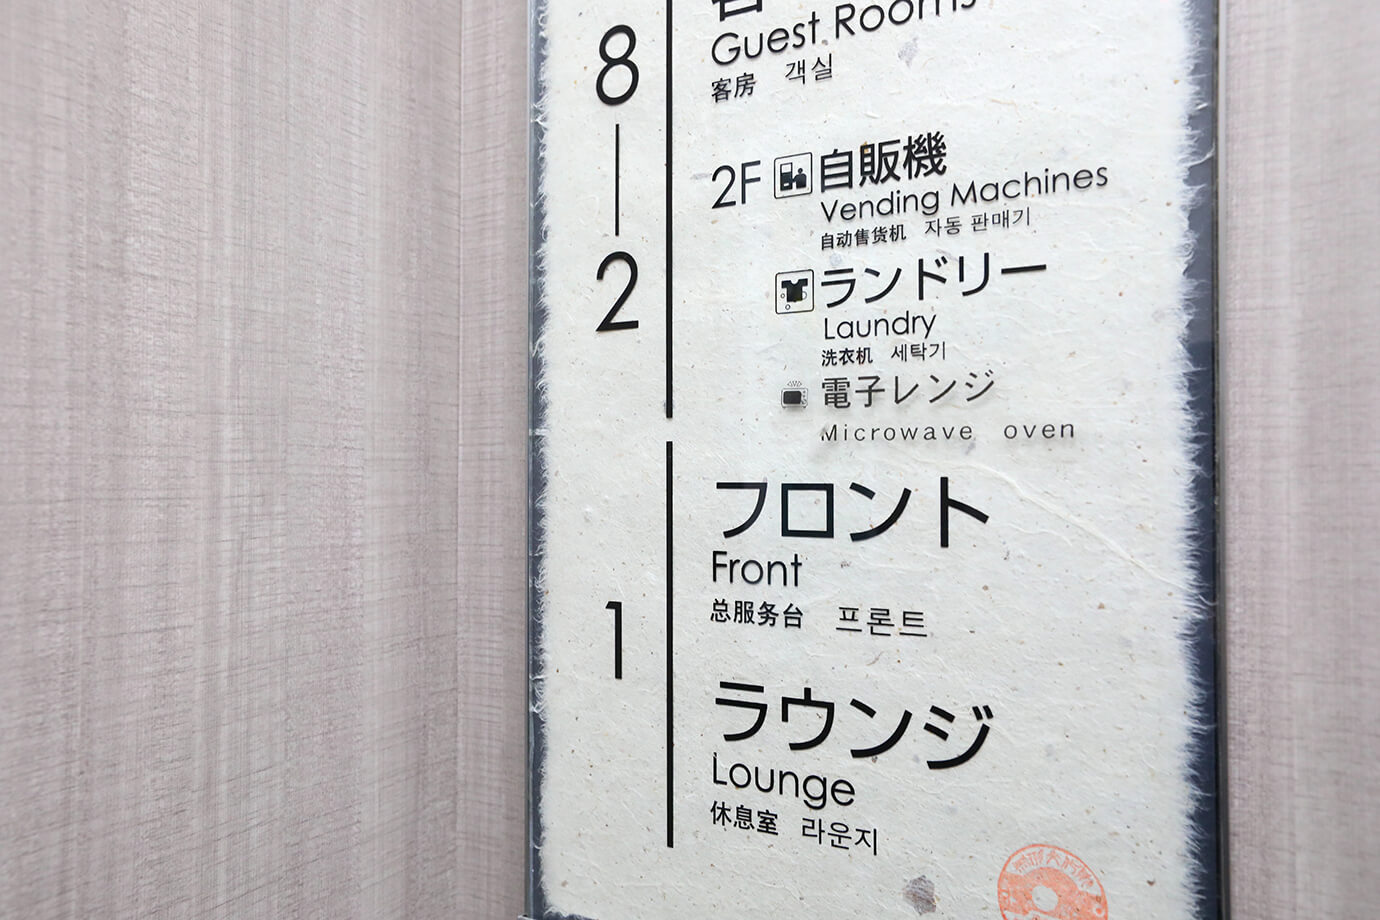 8
2
Guest Rooms
客房 객실
2F 自販機
Vending Machines
自动售货机 자동 판매기
ランドリー
Laundry
洗衣机 세탁기
電子レンジ
Microwave oven
1
フロント
Front
总服务台 프론트
ラウンジ
Lounge
休息室 라운지